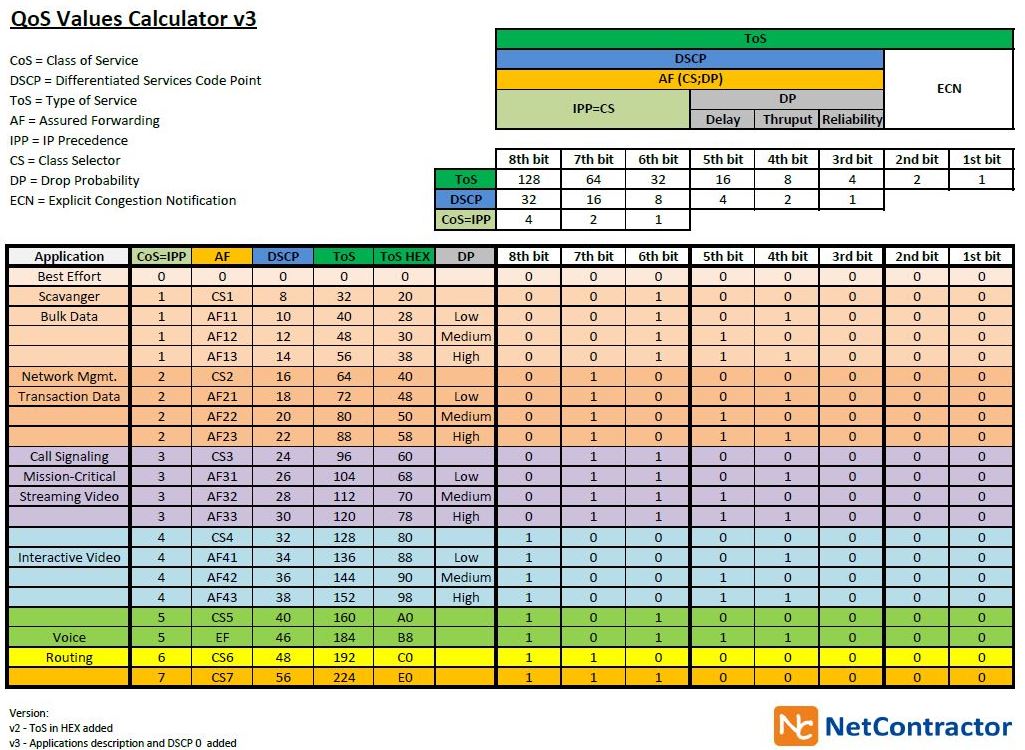 QoS Values Calculator v3
CoS = Class of Service
DSCP = Differentiated Services Code Point
ToS = Type of Service
AF = Assured Forwarding
IPP = IP Precedence
CS = Class Selector
DP = Drop Probability
ECN = Explicit Congestion Notification
ToS
DSCP
AF (CS;DP)
ECN
IPP=CS
DP
Delay Thruput Reliability
8th bit 7th bit 6th bit 5th bit 4th bit 3rd bit 2nd bit 1st bit
ToS 128 64 32 16 8 4 2 1
DSCP 32 16 8 4 2 1
CoS=IPP 4 2 1
Application CoS=IPP AF DSCP ToS ToS HEX DP 8th bit 7th bit 6th bit 5th bit 4th bit 3rd bit 2nd bit 1st bit
Best Effort 0 0 0 0 0 0 0 0 0 0 0 0 0
Scavanger 1 CS1 8 32 20 0 0 1 0 0 0 0 0
Bulk Data 1 AF11 10 40 28 Low 0 0 1 0 1 0 0 0
1 AF12 12 48 30 Medium 0 0 1 1 0 0 0 0
1 AF13 14 56 38 High 0 0 1 1 1 0 0 0
Network Mgmt. 2 CS2 16 64 40 0 1 0 0 0 0 0 0
Transaction Data 2 AF21 18 72 48 Low 0 1 0 0 1 0 0 0
2 AF22 20 80 50 Medium 0 1 0 1 0 0 0 0
2 AF23 22 88 58 High 0 1 0 1 1 0 0 0
Call Signaling 3 CS3 24 96 60 0 1 1 0 0 0 0 0
Mission-Critical 3 AF31 26 104 68 Low 0 1 1 0 1 0 0 0
Streaming Video 3 AF32 28 112 70 Medium 0 1 1 1 0 0 0 0
3 AF33 30 120 78 High 0 1 1 1 1 0 0 0
4 CS4 32 128 80 1 0 0 0 0 0 0 0
Interactive Video 4 AF41 34 136 88 Low 1 0 0 0 1 0 0 0
4 AF42 36 144 90 Medium 1 0 0 1 0 0 0 0
4 AF43 38 152 98 High 1 0 0 1 1 0 0 0
5 CS5 40 160 A0 1 0 1 0 0 0 0 0
Voice 5 EF 46 184 B8 1 0 1 1 1 0 0 0
Routing 6 CS6 48 192 C0 1 1 0 0 0 0 0 0
7 CS7 56 224 E0 1 1 1 0 0 0 0 0
Version:
v2 - ToS in HEX added
v3 - Applications description and DSCP 0 added
NC NetContractor